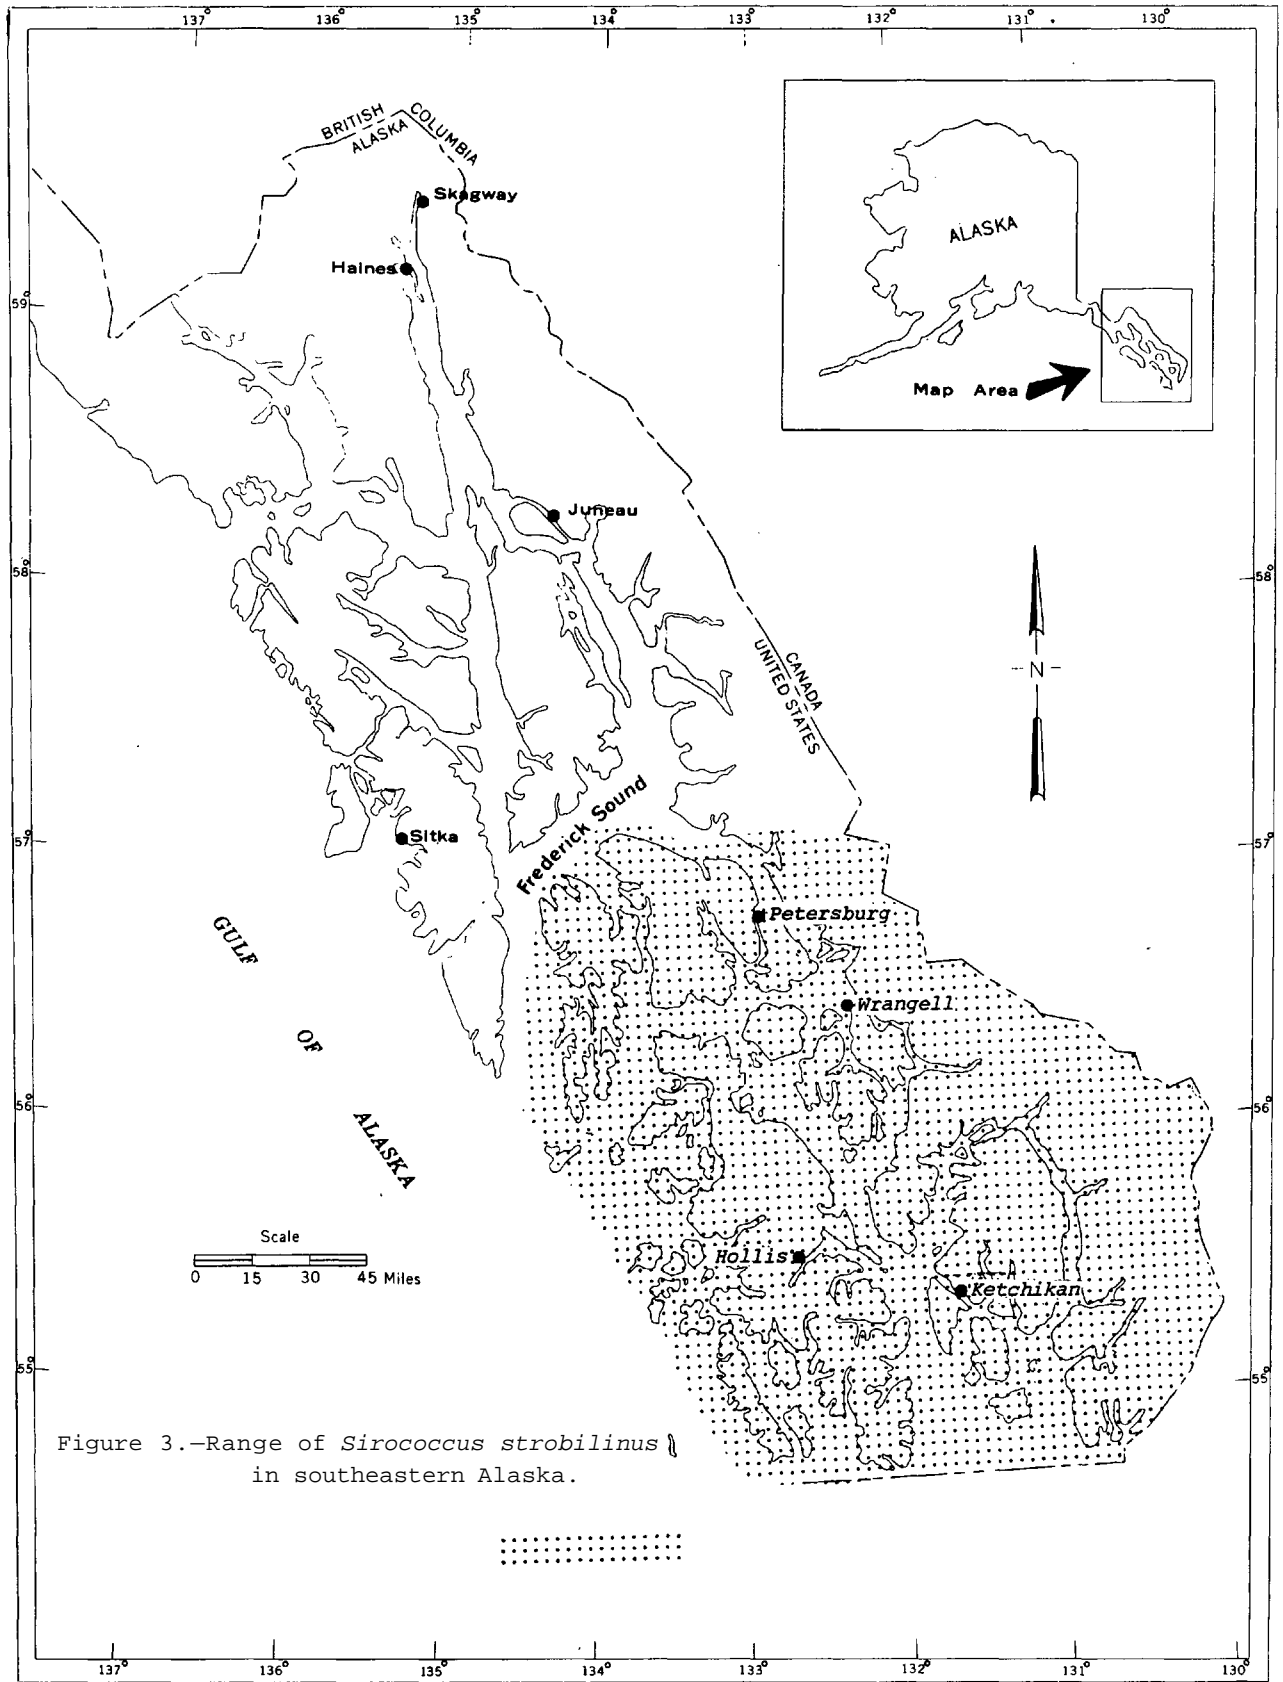 137° 136° 135° 134° 133° 132° 131° 130°
BRITISH COLUMBIA
ALASKA
Skagway
Haines
ALASKA
Map Area
59°
Juneau
58° 58°
N
CANADA
UNITED STATES
Frederick Sound
57° 57°
Sitka
Petersburg
GULF
OF
ALASKA
Wrangell
56° 56°
Scale
0 15 30 45 Miles
Hollis
Ketchikan
55° 55°
Figure 3.—Range of Sirococcus strobilinus
in southeastern Alaska.
137° 136° 135° 134° 133° 132° 131° 130°